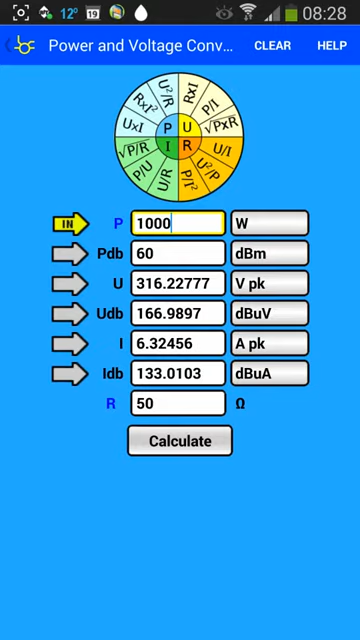 12° 19 08:28
Power and Voltage Conv... CLEAR HELP
RxI² U²/R RxI P/I
UxI √PxR
P U
I R
√P/R U/I
P/U U/R P/I² U²/P
IN P 1000 W
Pdb 60 dBm
U 316.22777 V pk
Udb 166.9897 dBuV
I 6.32456 A pk
Idb 133.0103 dBuA
R 50 Ω
Calculate